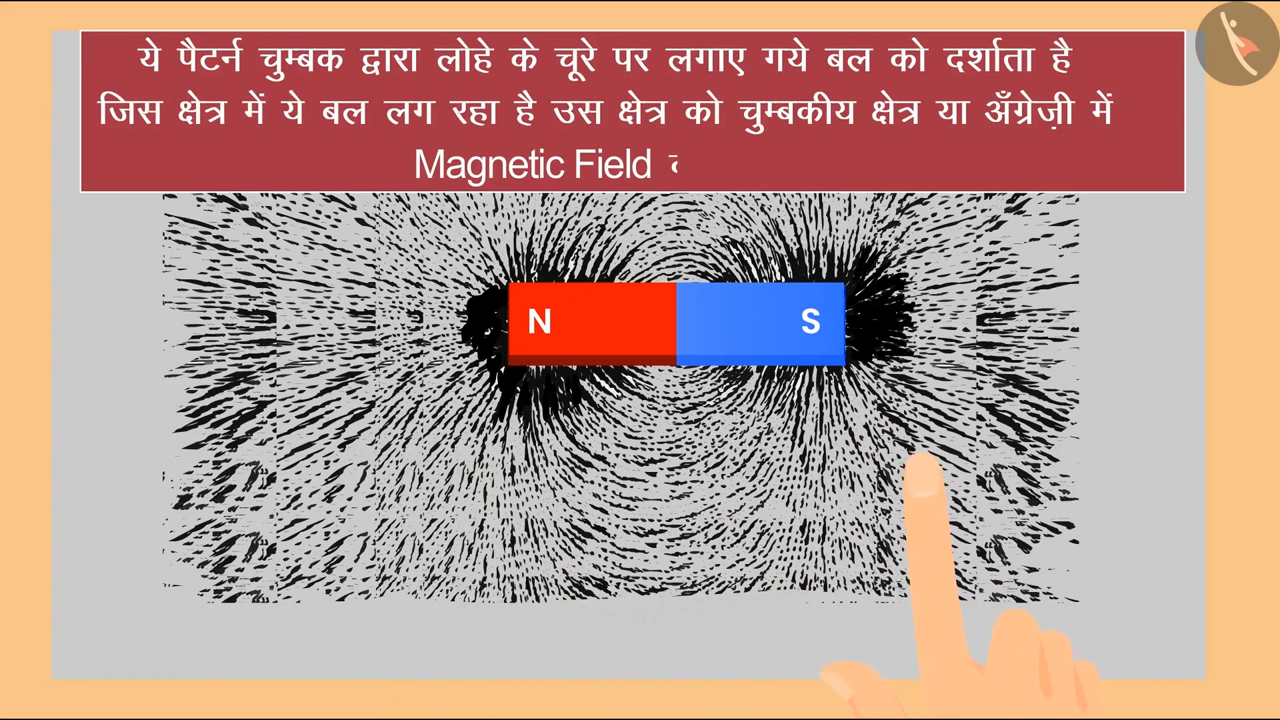 ये पैटर्न चुम्बक द्वारा लोहे के चूरे पर लगाए गये बल को दर्शाता है
जिस क्षेत्र में ये बल लग रहा है उस क्षेत्र को चुम्बकीय क्षेत्र या अँग्रेज़ी में
Magnetic Field
N
S